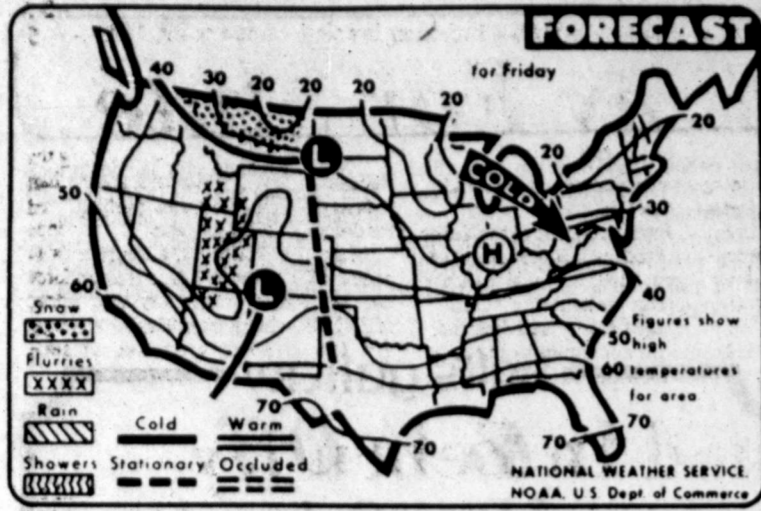 FORECAST
for Friday
40 30 20 20 20 20 20
20
COLD
50
30
L
H
L
60
40
Snow
Figures show
50 high
Flurries
60 temperatures
XXXX
for area
Rain
70
Cold Warm
70 70 70
Showers Stationary Occluded
NATIONAL WEATHER SERVICE.
NOAA, U.S. Dept. of Commerce